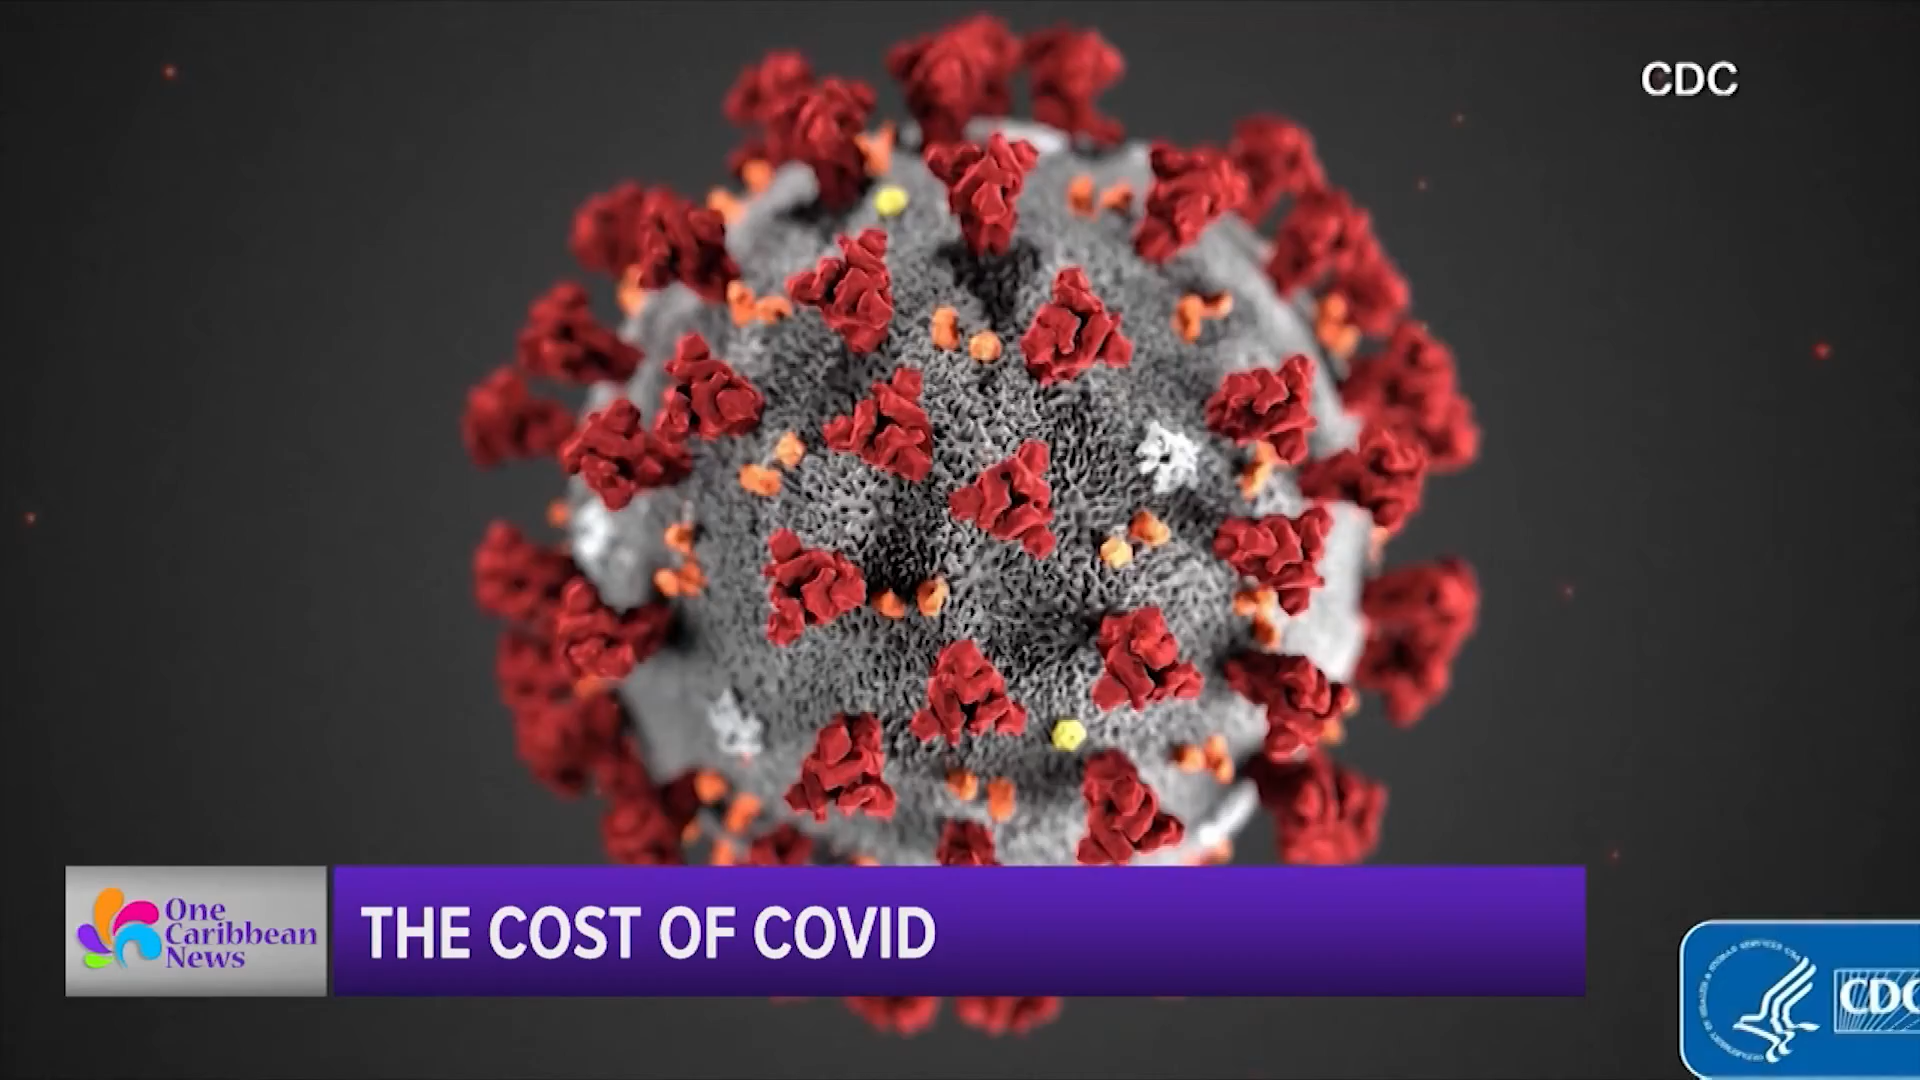 CDC
One
Caribbean
News
THE COST OF COVID
CDC